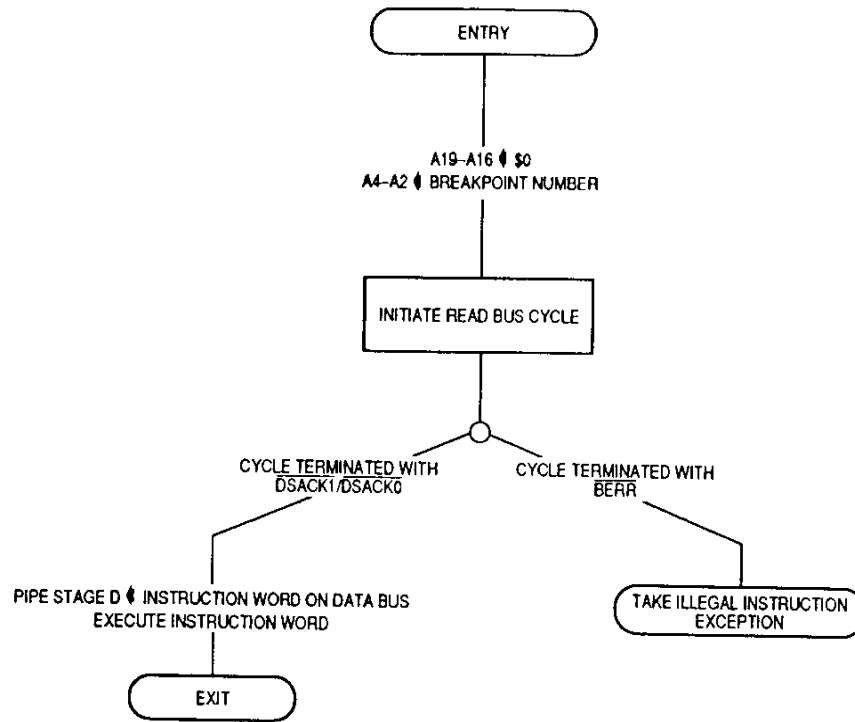 ENTRY
A19–A16 ⧫ $0
A4–A2 ⧫ BREAKPOINT NUMBER
INITIATE READ BUS CYCLE
CYCLE TERMINATED WITH
DSACK1/DSACK0
CYCLE TERMINATED WITH
BERR
PIPE STAGE D ⧫ INSTRUCTION WORD ON DATA BUS
EXECUTE INSTRUCTION WORD
TAKE ILLEGAL INSTRUCTION
EXCEPTION
EXIT